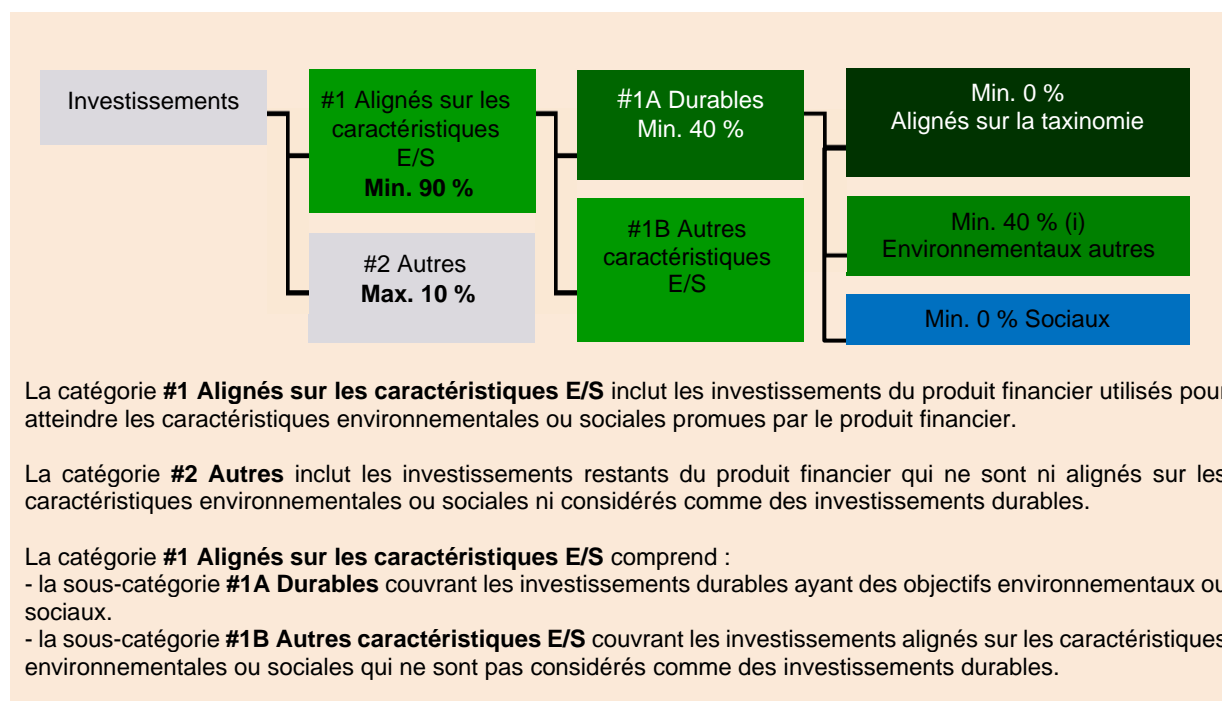 Investissements
#1 Alignés sur les
caractéristiques
E/S
Min. 90 %
#2 Autres
Max. 10 %
#1A Durables
Min. 40 %
#1B Autres
caractéristiques
E/S
Min. 0 %
Alignés sur la taxinomie
Min. 40 % (i)
Environnementaux autres
Min. 0 % Sociaux
La catégorie #1 Alignés sur les caractéristiques E/S inclut les investissements du produit financier utilisés pour
atteindre les caractéristiques environnementales ou sociales promues par le produit financier.
La catégorie #2 Autres inclut les investissements restants du produit financier qui ne sont ni alignés sur les
caractéristiques environnementales ou sociales ni considérés comme des investissements durables.
La catégorie #1 Alignés sur les caractéristiques E/S comprend :
- la sous-catégorie #1A Durables couvrant les investissements durables ayant des objectifs environnementaux ou
sociaux.
- la sous-catégorie #1B Autres caractéristiques E/S couvrant les investissements alignés sur les caractéristiques
environnementales ou sociales qui ne sont pas considérés comme des investissements durables.